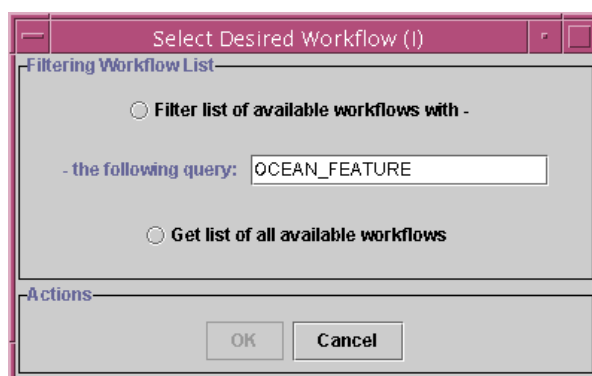 Select Desired Workflow (I)
Filtering Workflow List
Filter list of available workflows with -
- the following query: OCEAN_FEATURE
Get list of all available workflows
Actions
OK Cancel